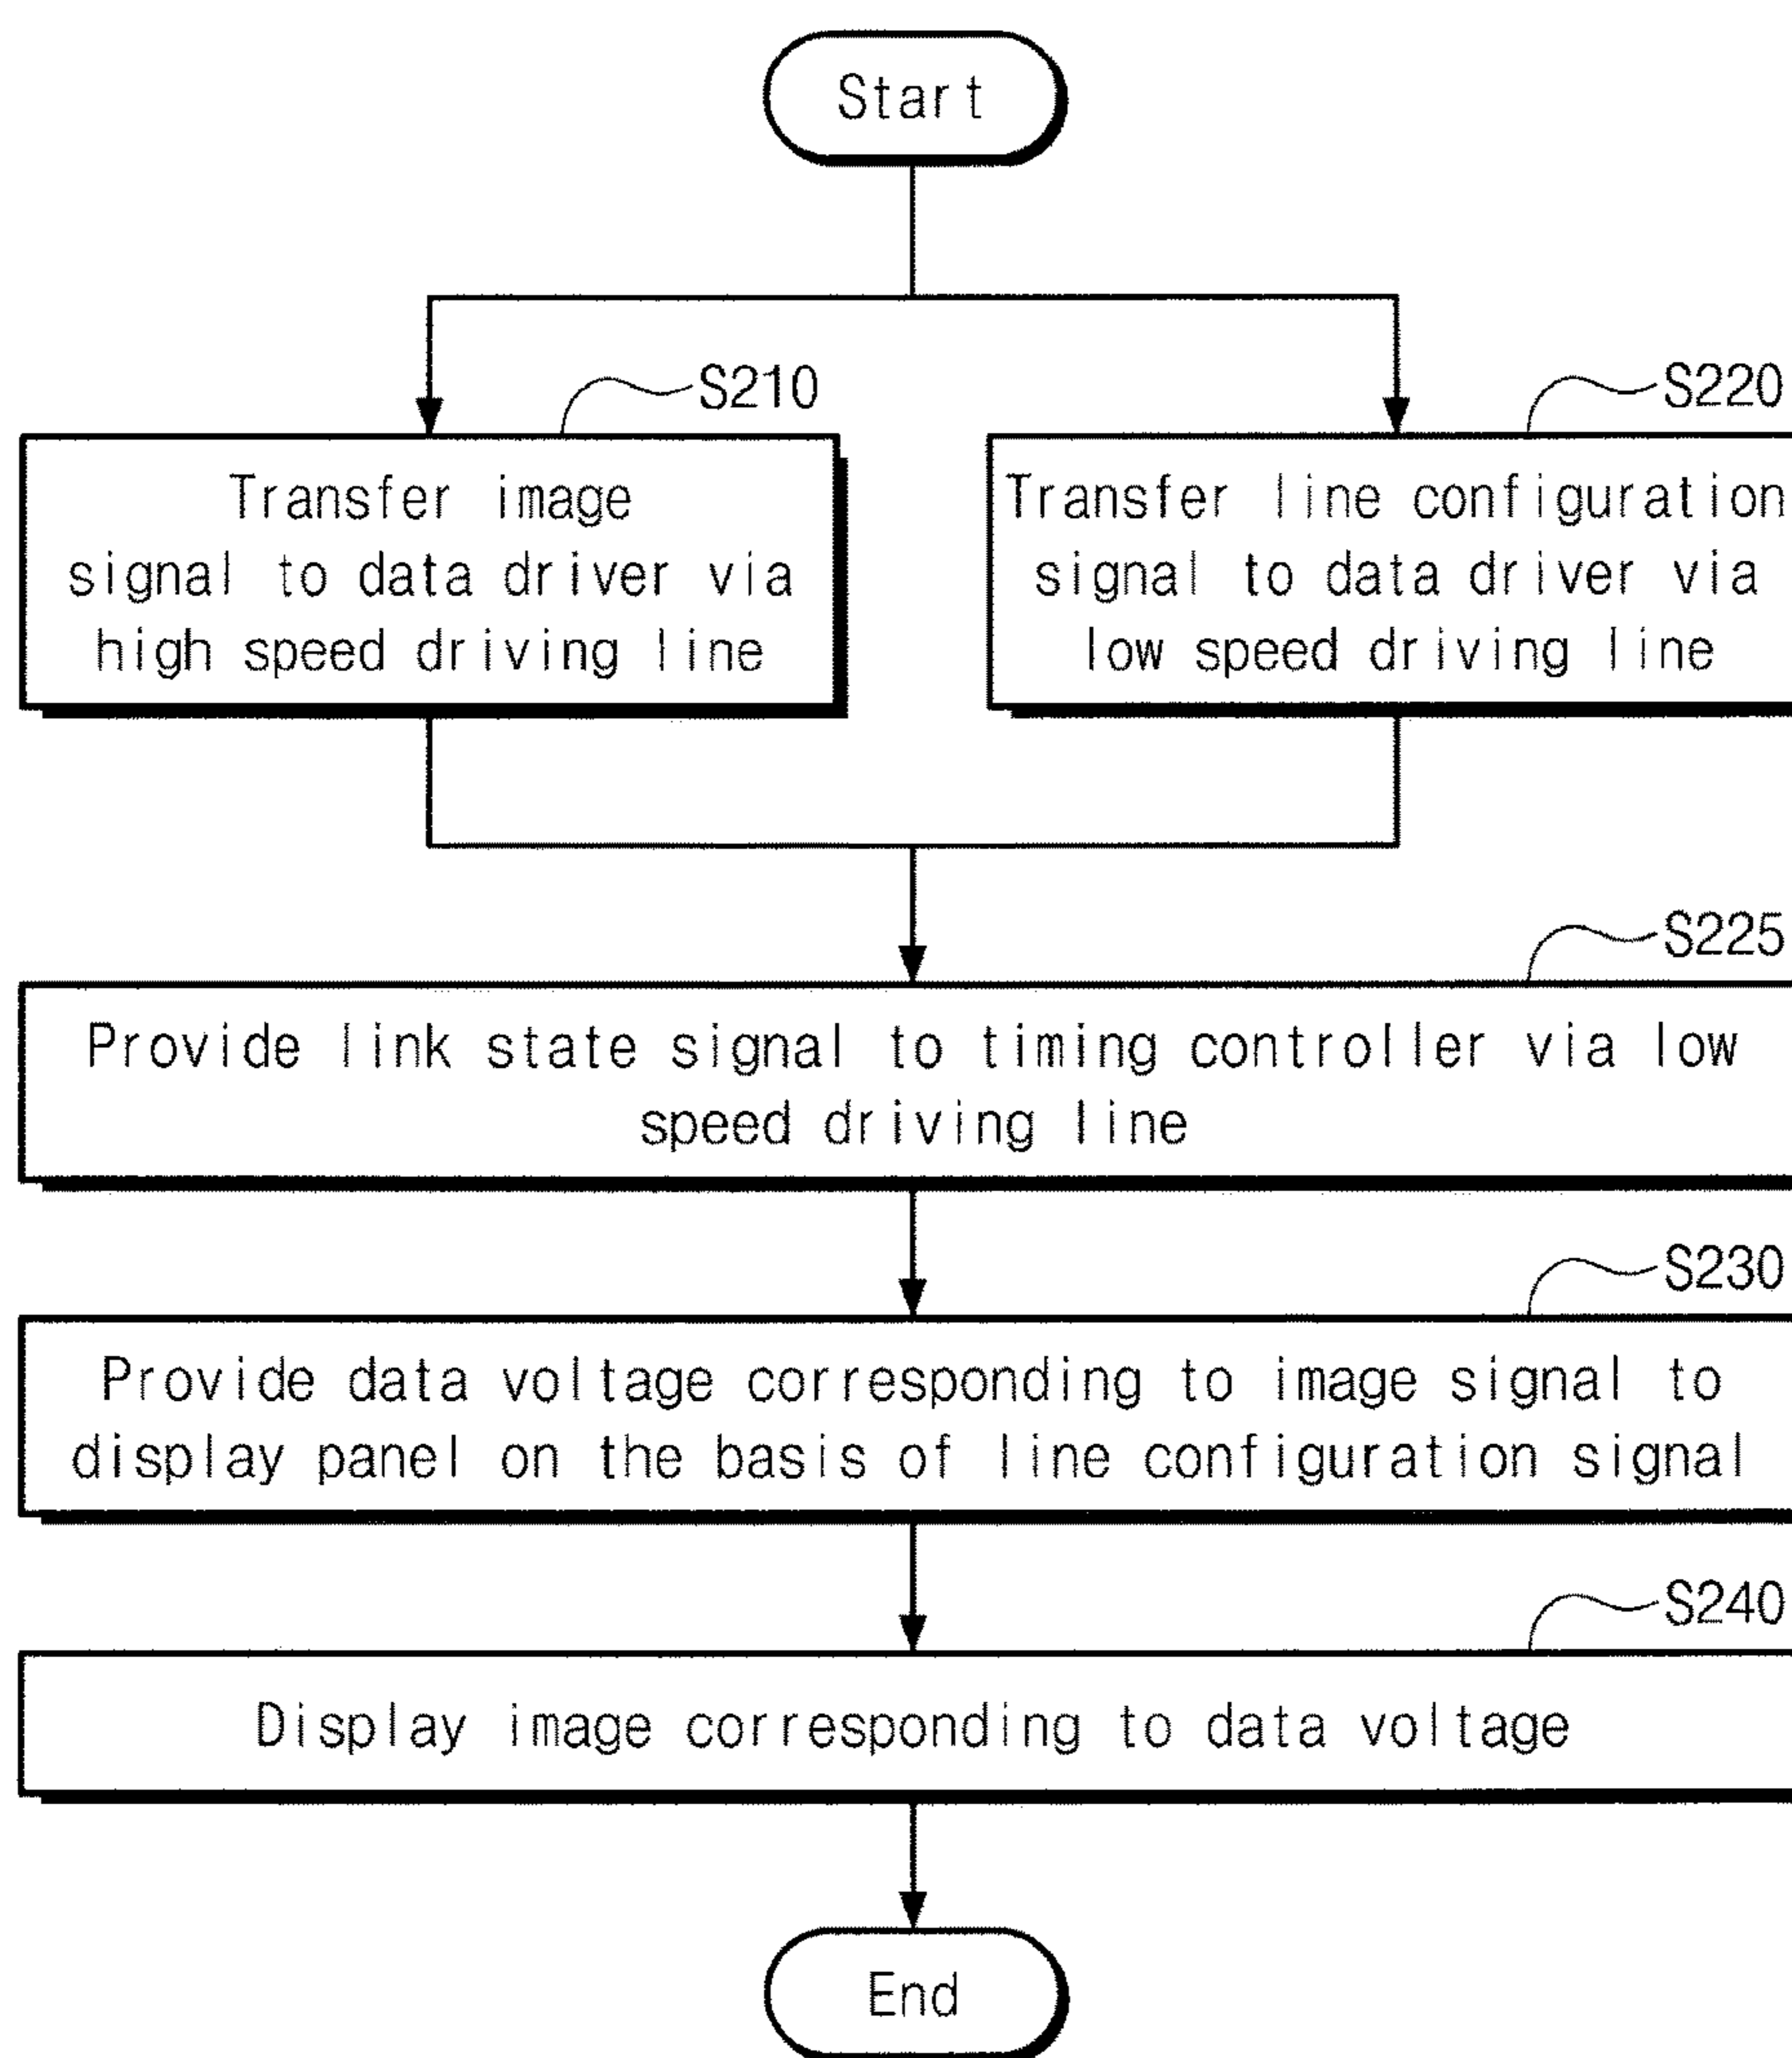 Start
S210
Transfer image
signal to data driver via
high speed driving line
S220
Transfer line configuration
signal to data driver via
low speed driving line
S225
Provide link state signal to timing controller via low
speed driving line
S230
Provide data voltage corresponding to image signal to
display panel on the basis of line configuration signal
S240
Display image corresponding to data voltage
End